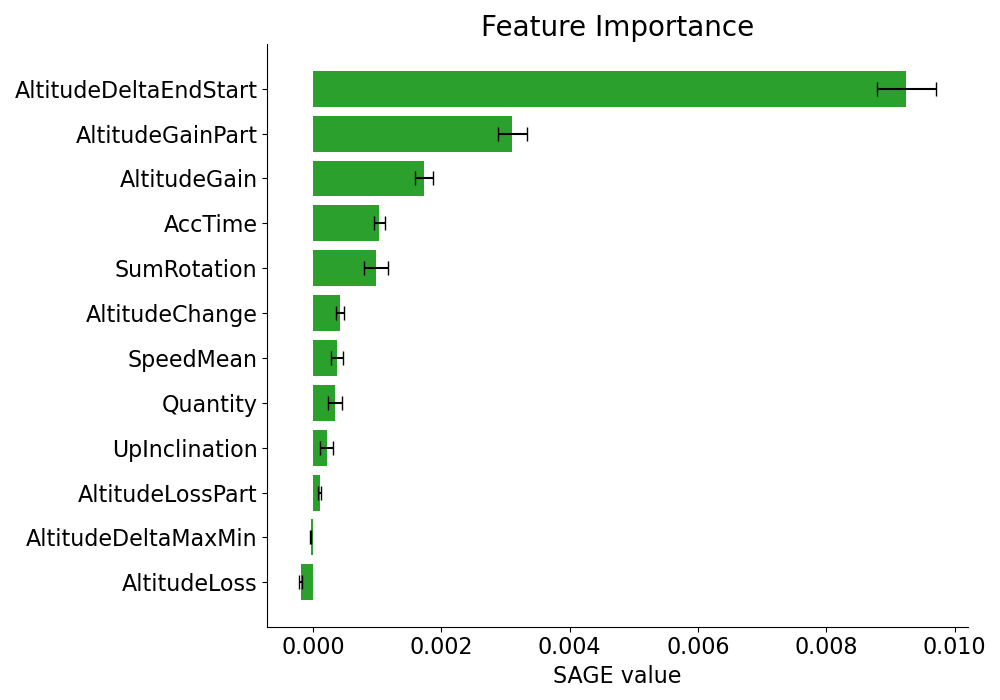 Feature Importance
AltitudeDeltaEndStart
AltitudeGainPart
AltitudeGain
AccTime
SumRotation
AltitudeChange
SpeedMean
Quantity
UpInclination
AltitudeLossPart
AltitudeDeltaMaxMin
AltitudeLoss
0.000 0.002 0.004 0.006 0.008 0.010
SAGE value